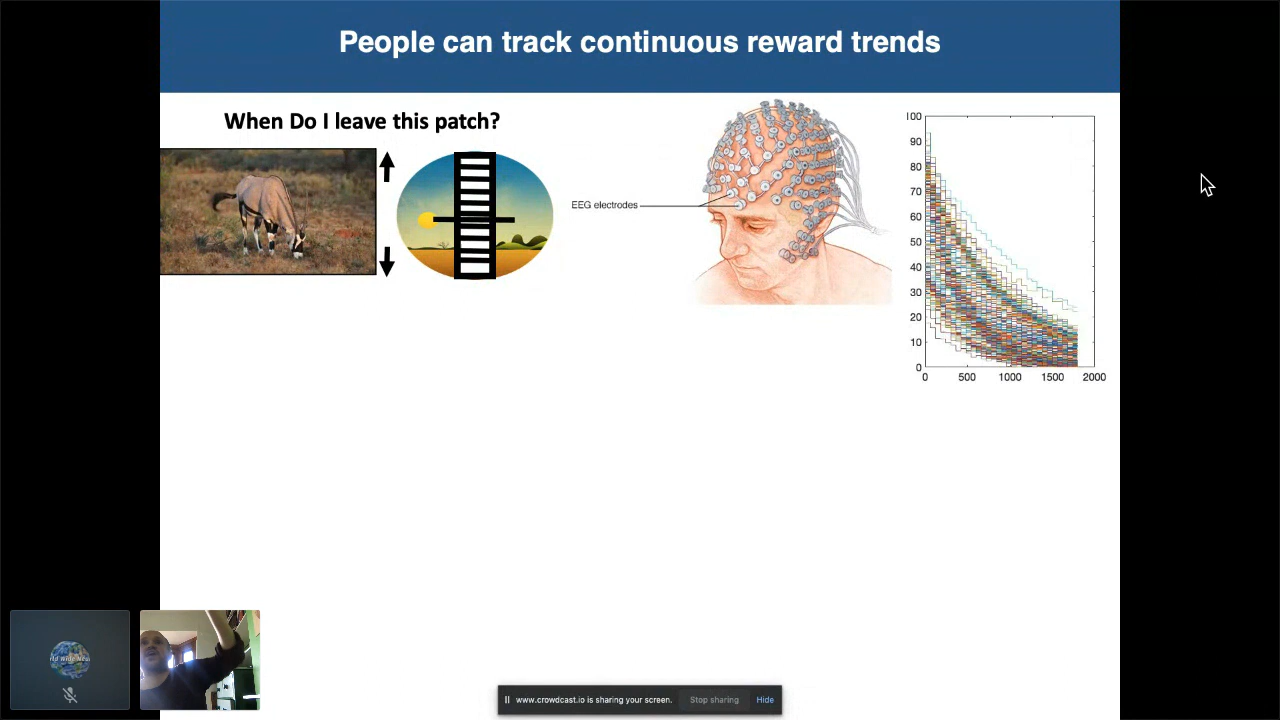 People can track continuous reward trends
When Do I leave this patch?
EEG electrodes
100
90
80
70
60
50
40
30
20
10
0
0 500 1000 1500 2000
www.crowdcast.io is sharing your screen. Stop sharing Hide